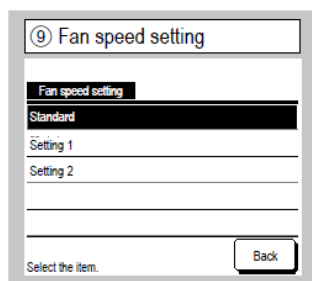 ⑨ Fan speed setting
Fan speed setting
Standard
Setting 1
Setting 2
Select the item.
Back